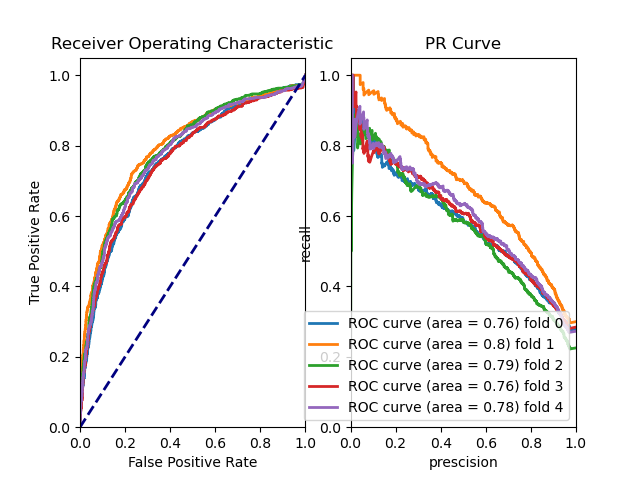 Receiver Operating Characteristic
True Positive Rate
1.0
0.8
0.6
0.4
0.2
0.0
0.0 0.2 0.4 0.6 0.8 1.0
False Positive Rate
PR Curve
recall
1.0
0.8
0.6
0.2
0.0
0.0 0.2 0.4 0.6 0.8 1.0
prescision
ROC curve (area = 0.76) fold 0
ROC curve (area = 0.8) fold 1
ROC curve (area = 0.79) fold 2
ROC curve (area = 0.76) fold 3
ROC curve (area = 0.78) fold 4